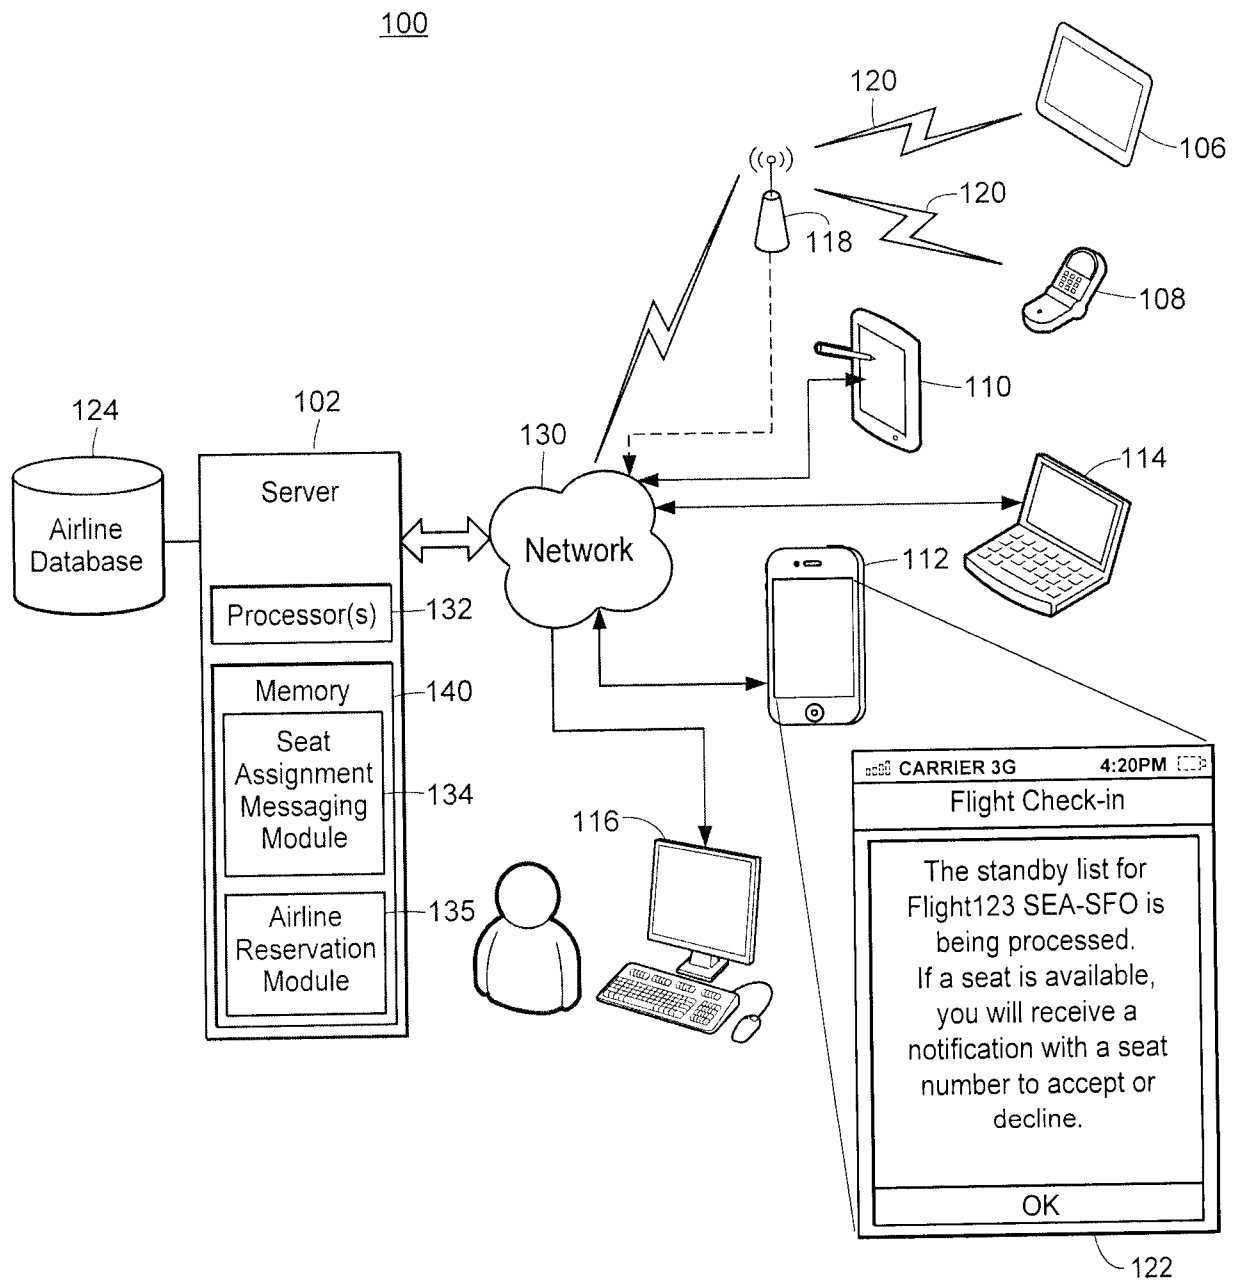 100
120
106
120
118
108
110
124
102
130
114
Server
Airline
Database
Network
112
Processor(s)
132
Memory
140
Seat
Assignment
Messaging
Module
134
CARRIER 3G 4:20PM
Flight Check-in
116
The standby list for
Flight123 SEA-SFO is
being processed.
If a seat is available,
you will receive a
notification with a seat
number to accept or
decline.
OK
Airline
Reservation
Module
135
122